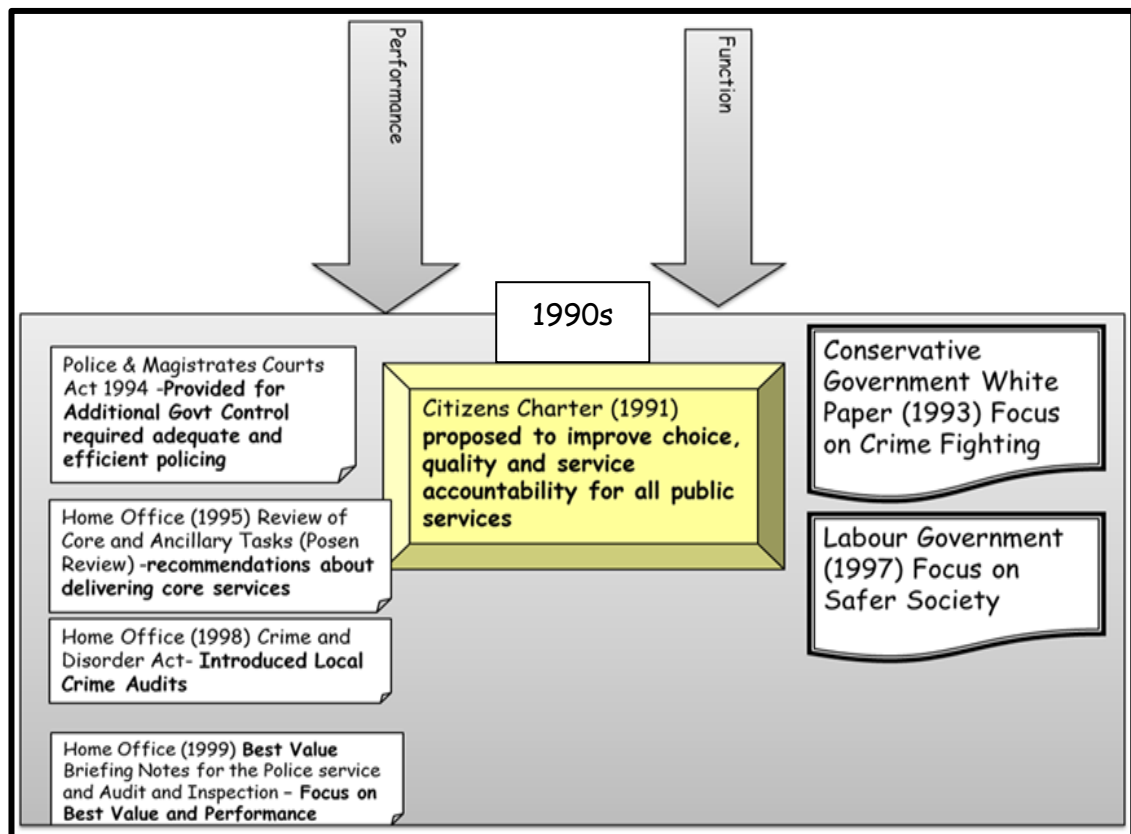 Performance
Function
1990s
Police & Magistrates Courts
Act 1994 -Provided for
Additional Govt Control
required adequate and
efficient policing
Home Office (1995) Review of
Core and Ancillary Tasks (Posen
Review) -recommendations about
delivering core services
Home Office (1998) Crime and
Disorder Act- Introduced Local
Crime Audits
Home Office (1999) Best Value
Briefing Notes for the Police service
and Audit and Inspection – Focus on
Best Value and Performance
Citizens Charter (1991)
proposed to improve choice,
quality and service
accountability for all public
services
Conservative
Government White
Paper (1993) Focus
on Crime Fighting
Labour Government
(1997) Focus on
Safer Society